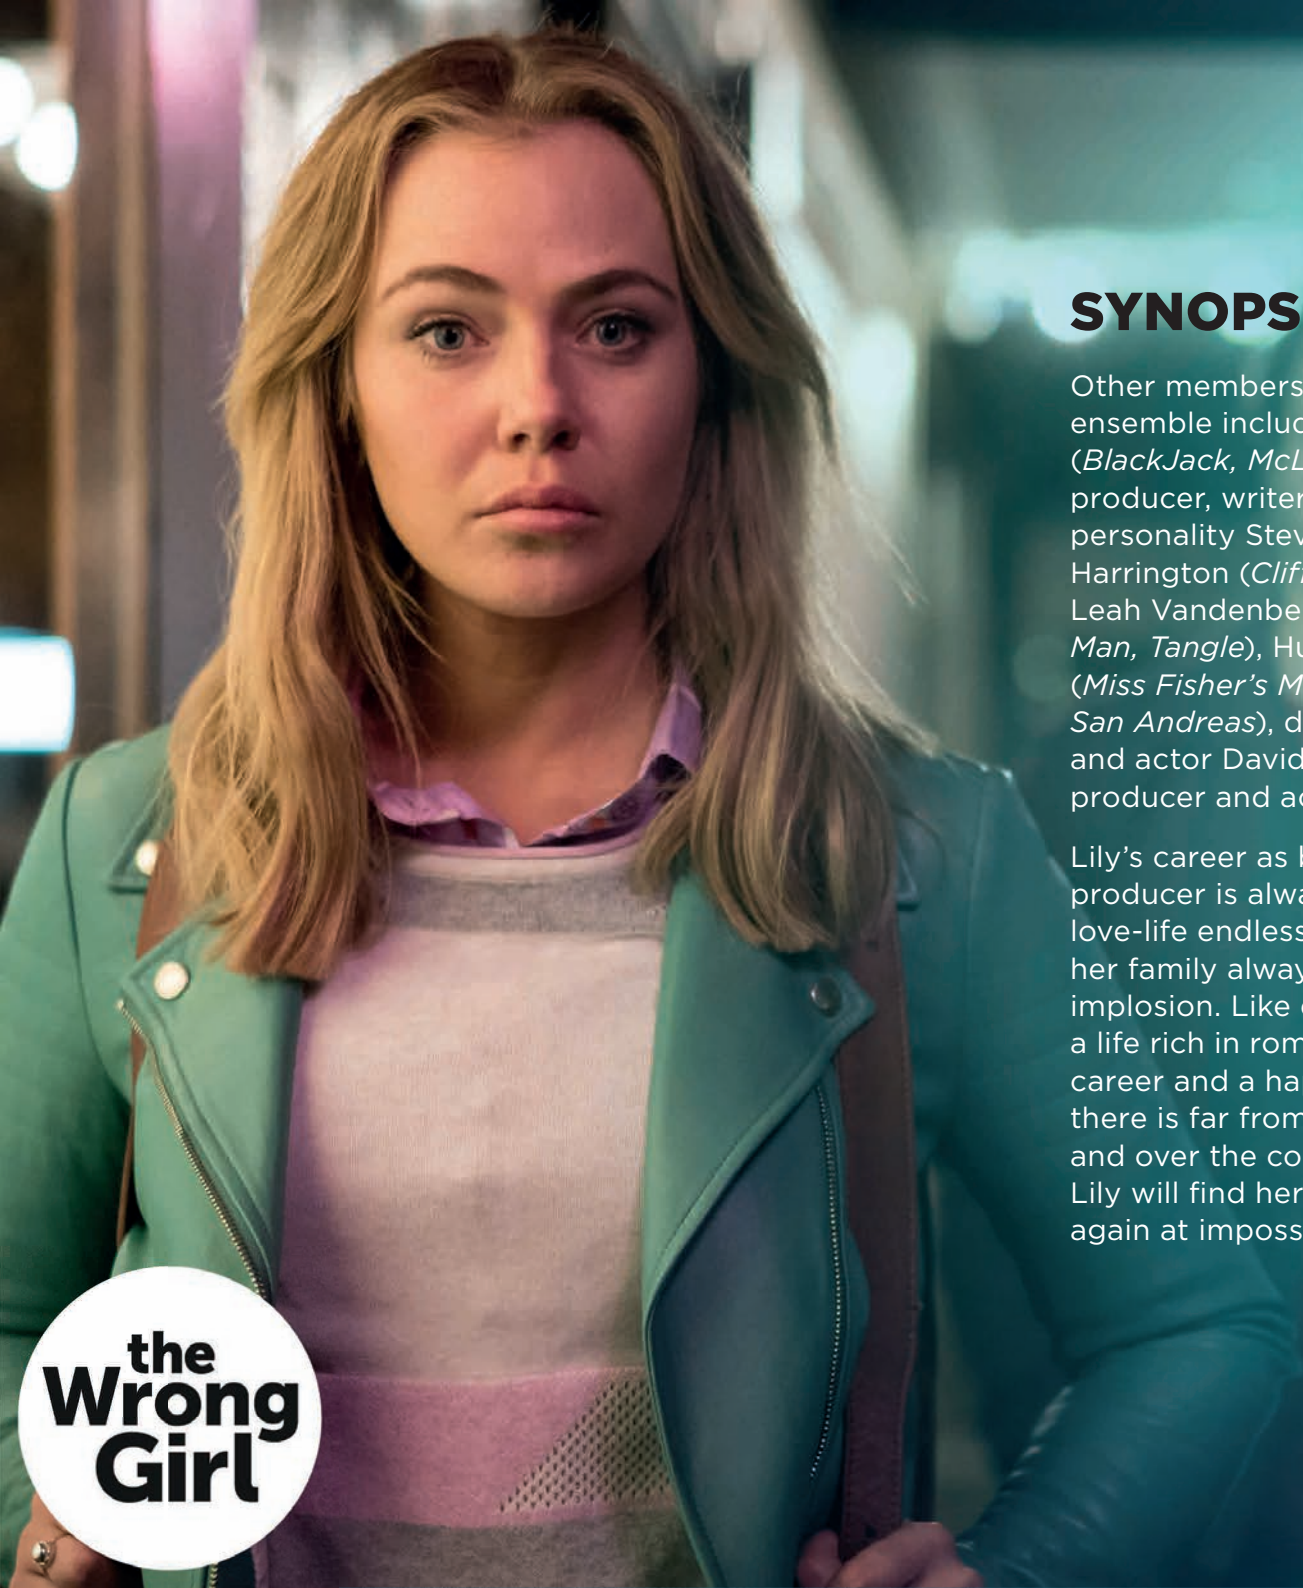 SYNOPS
Other members
ensemble includ
(BlackJack, McL
producer, writer
personality Stev
Harrington (Cliff
Leah Vandenbe
Man, Tangle), Hu
(Miss Fisher’s M
San Andreas), d
and actor David
producer and ac
Lily’s career as b
producer is alwa
love-life endless
her family alway
implosion. Like
a life rich in rom
career and a ha
there is far from
and over the co
Lily will find her
again at imposs
the
Wrong
Girl